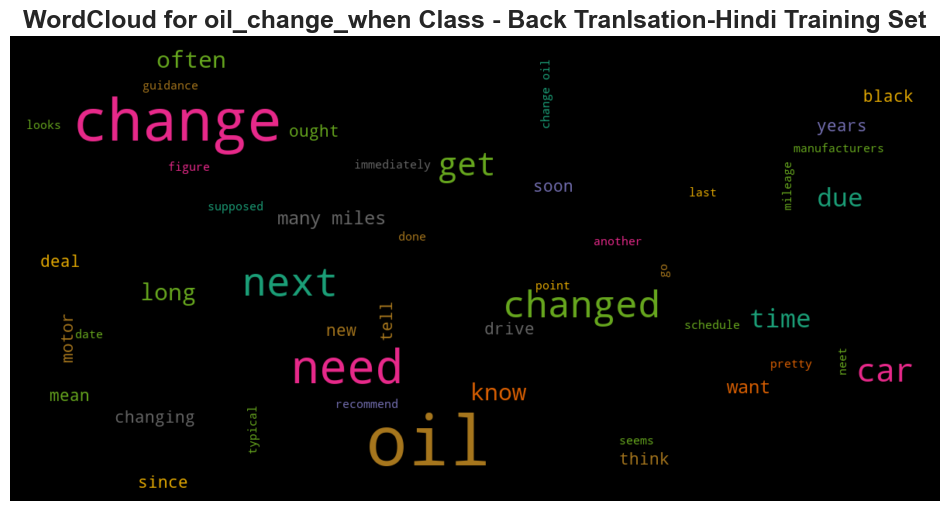 WordCloud for oil_change_when Class - Back Tranlsation-Hindi Training Set
often
guidance
change oil
black
looks
change
ought
years
manufacturers
figure
immediately
get
soon
last
mileage
due
supposed
many miles
done
another
deal
go
long
next
point
changed
motor
date
new
tell
drive
schedule
time
need
neet
pretty
car
mean
recommend
know
want
changing
typical
oil
seems
think
since